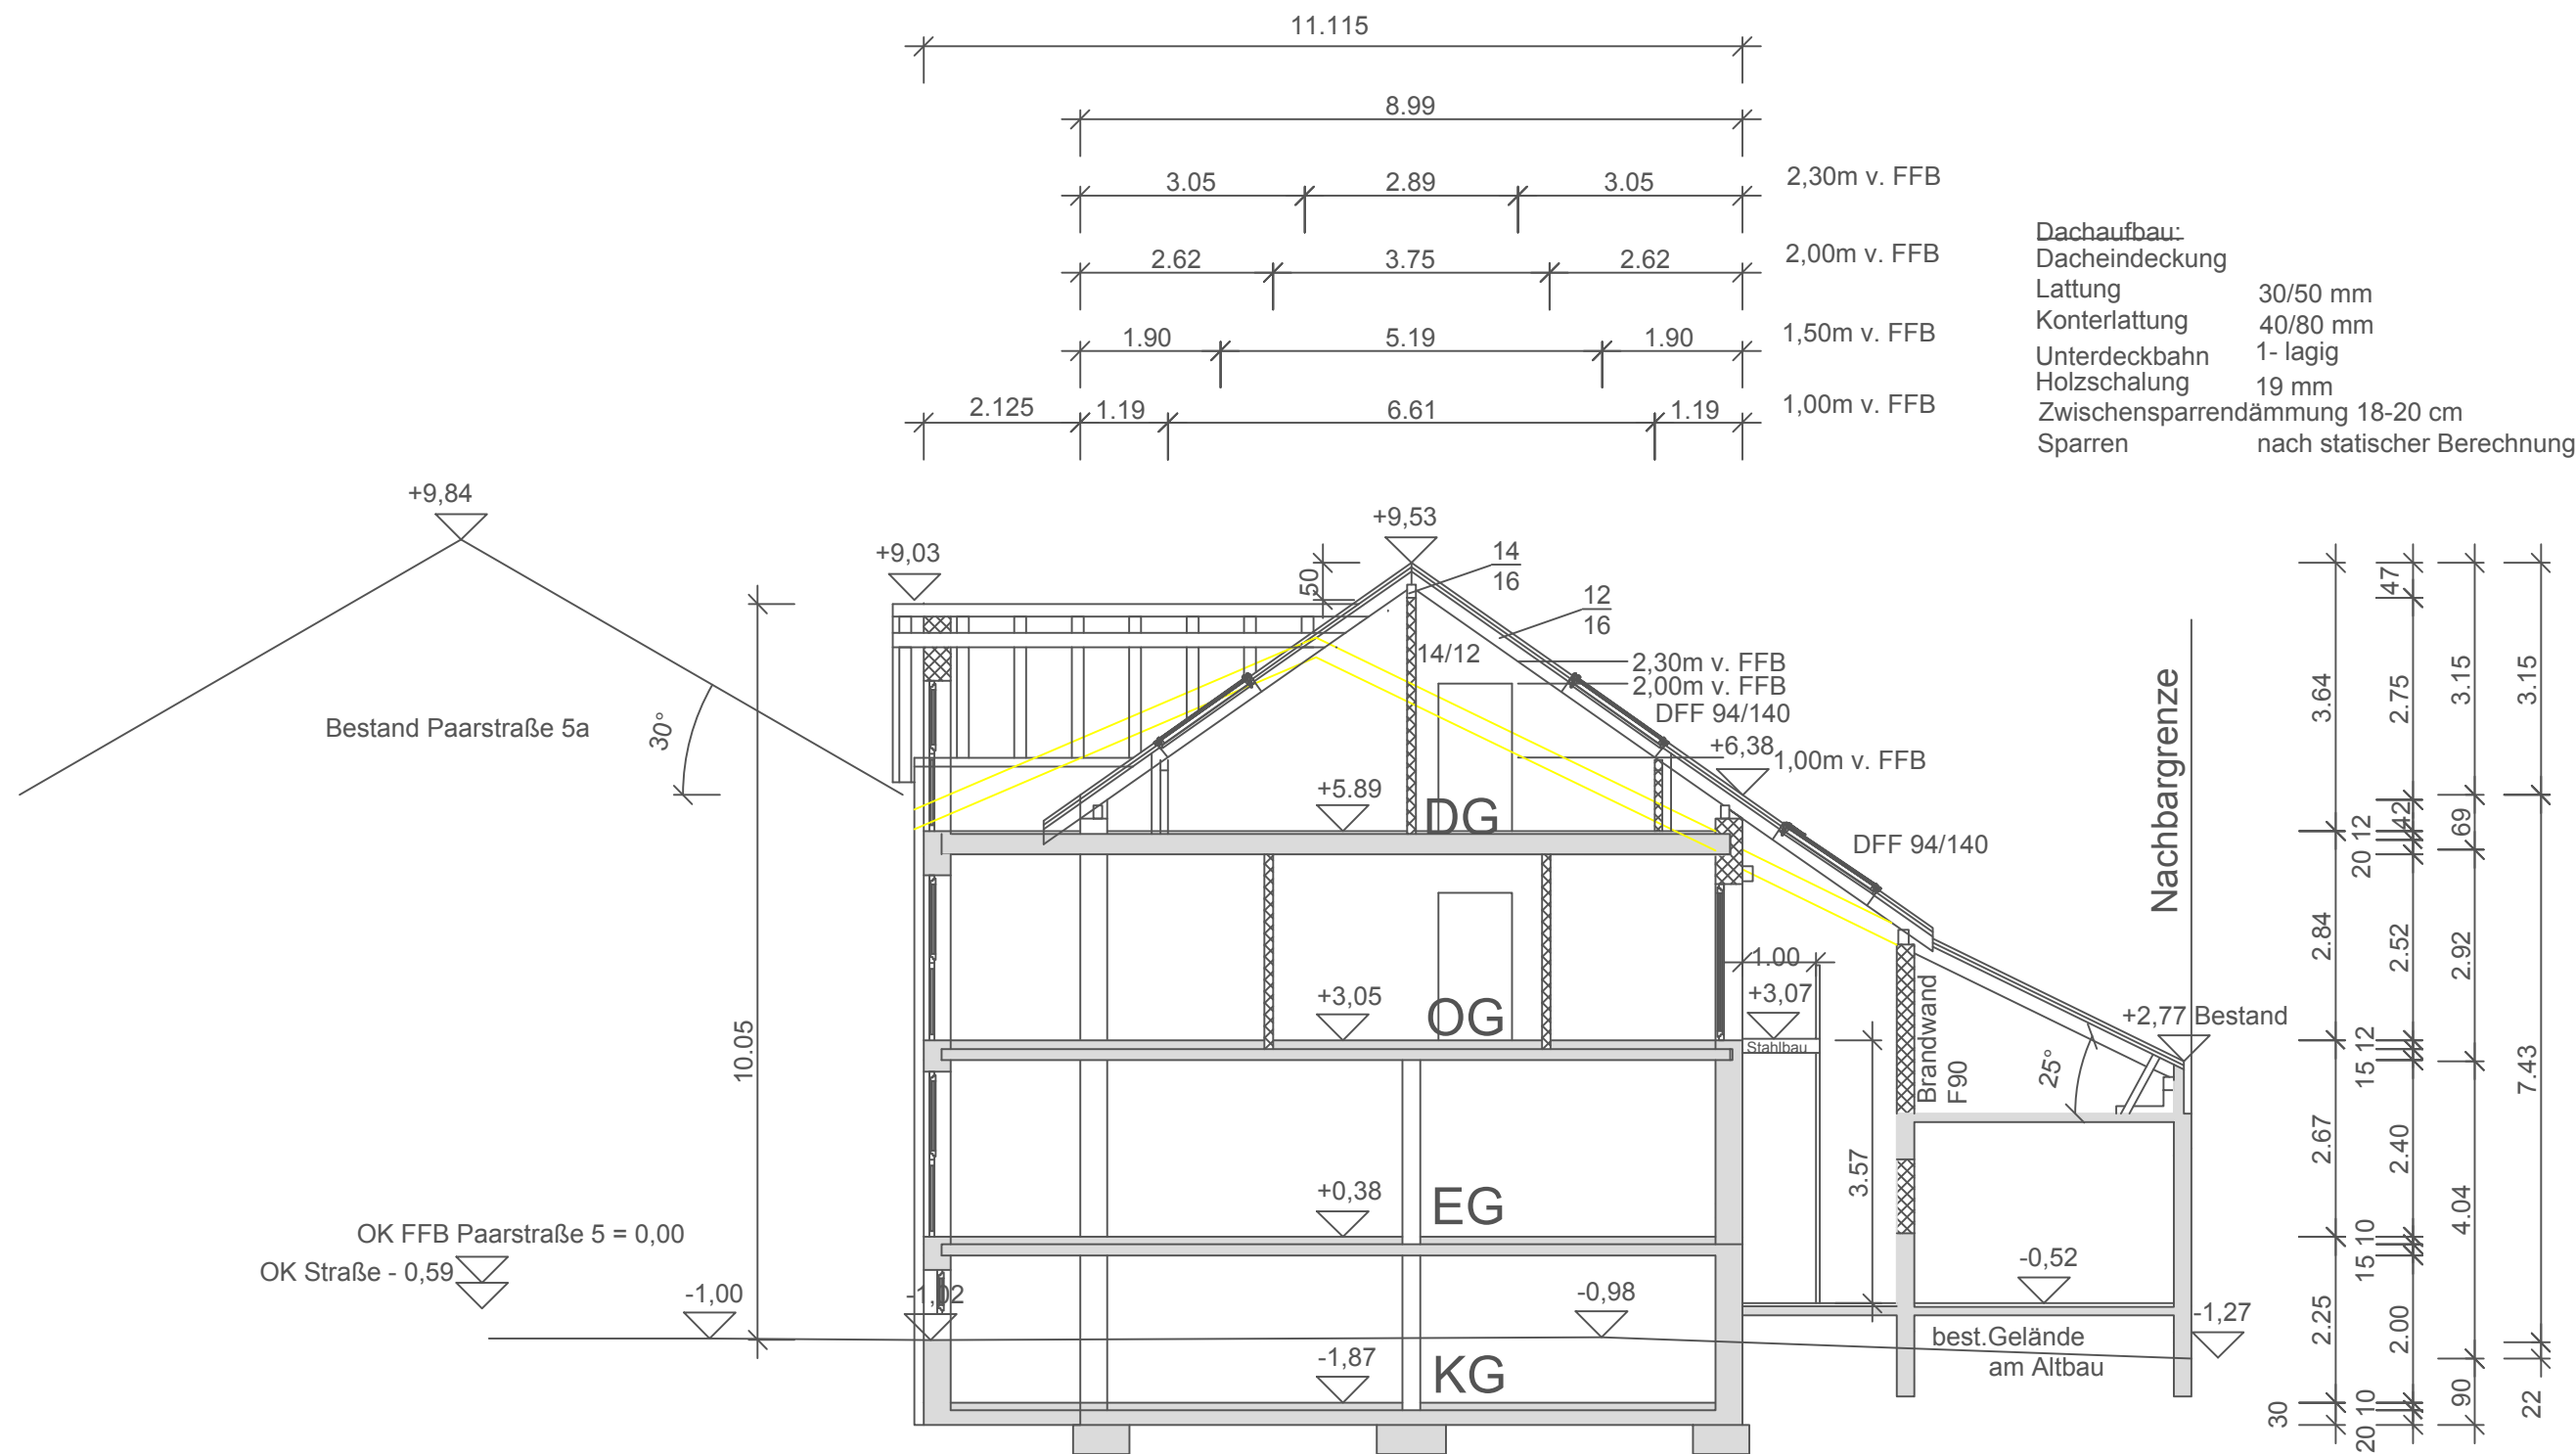 11.115
8.99
3.05 2.89 3.05 2,30m v. FFB
2.62 3.75 2.62 2,00m v. FFB
1.90 5.19 1.90 1,50m v. FFB
2.125 1.19 6.61 1.19 1,00m v. FFB
Dachaufbau:
Dacheindeckung
Lattung 30/50 mm
Konterlattung 40/80 mm
Unterdeckbahn 1- lagig
Holzschalung 19 mm
Zwischensparrendämmung 18-20 cm
Sparren nach statischer Berechnung
+9,84
+9,03
+9,53
50
14
16
12
16
14/12
2,30m v. FFB
2,00m v. FFB
DFF 94/140
+6,38
1,00m v. FFB
Bestand Paarstraße 5a
30°
+5.89
DG
DFF 94/140
Nachbargrenze
1.00
+3,07
Stahlbau
+3,05
OG
Brandwand
F90
+2,77 Bestand
25°
10.05
3.57
+0,38
EG
OK FFB Paarstraße 5 = 0,00
OK Straße - 0,59
-1,00
-1,02
-0,98
-0,52
-1,27
best.Gelände
am Altbau
-1,87
KG
3.64
2.84
2.67
2.25
30
47
2.75
42
12
20
2.52
12
15
2.40
10
15
2.00
10
20
3.15
69
2.92
4.04
90
3.15
7.43
22